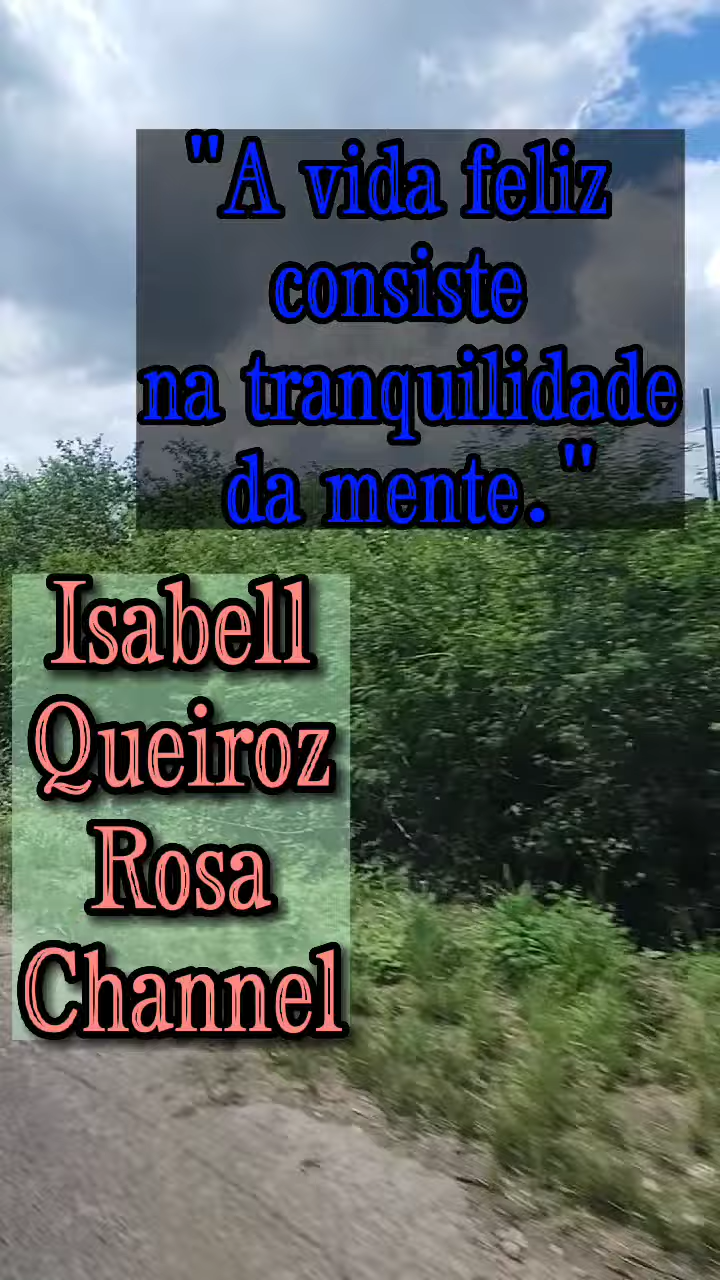 "A vida feliz
consiste
na tranquilidade
da mente."
Isabell
Queiroz
Rosa
Channel